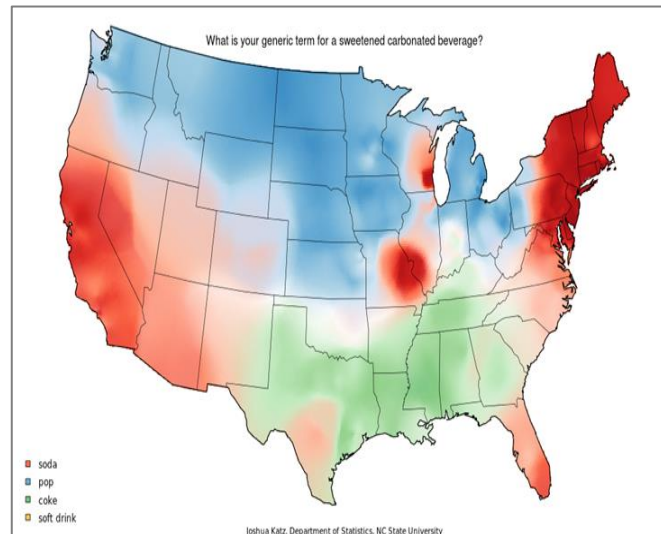 What is your generic term for a sweetened carbonated beverage?
soda
pop
coke
soft drink
Joshua Katz, Department of Statistics, NC State University